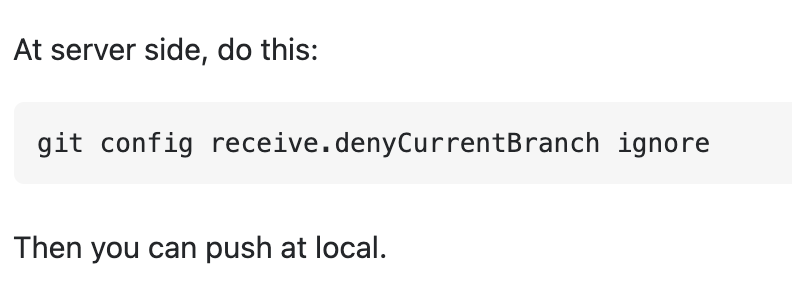 At server side, do this:
git config receive.denyCurrentBranch ignore
Then you can push at local.